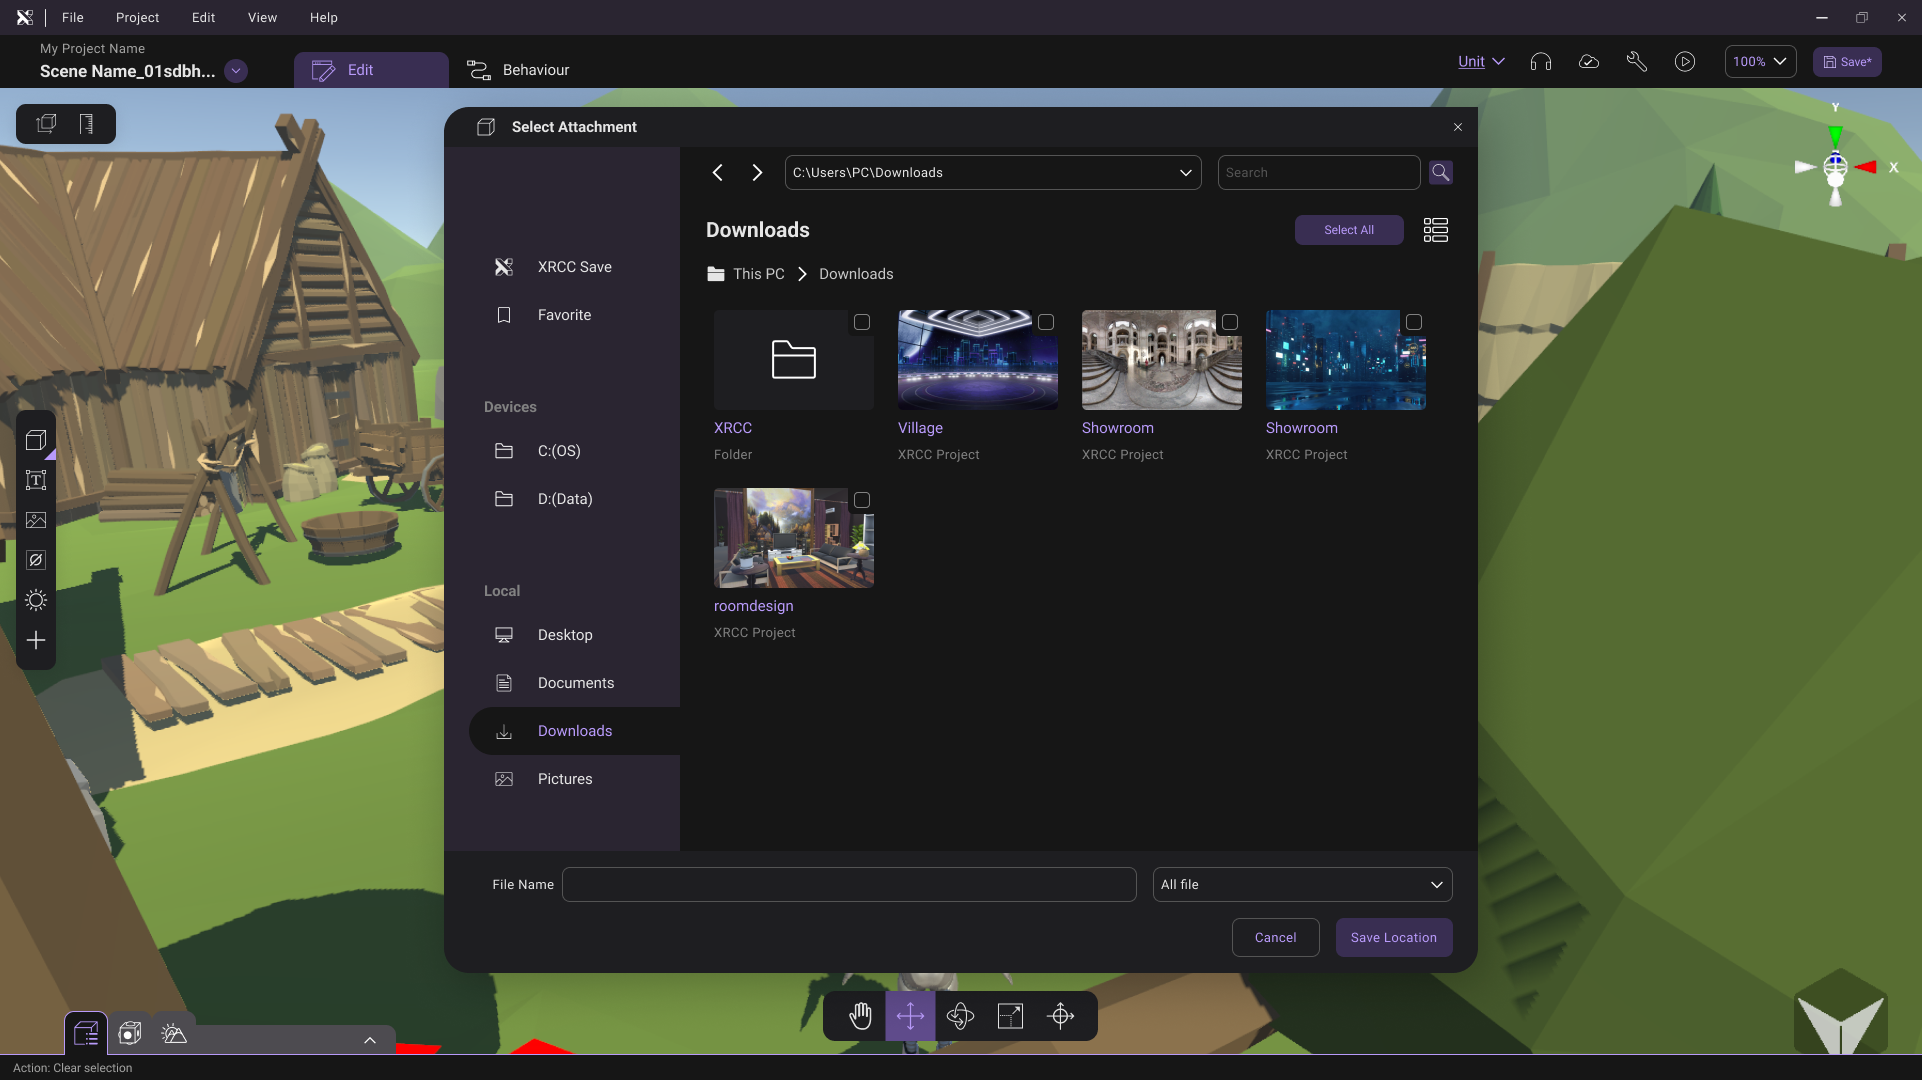 File Project Edit View Help
My Project Name
Scene Name_01sdbh...
Edit
Behaviour
Unit
100%
Save*
Select Attachment
C:\Users\PC\Downloads
Search
Downloads
Select All
This PC
Downloads
XRCC Save
Favorite
Devices
C:(OS)
D:(Data)
Local
Desktop
Documents
Downloads
Pictures
XRCC
Folder
Village
XRCC Project
Showroom
XRCC Project
Showroom
XRCC Project
roomdesign
XRCC Project
File Name
All file
Cancel
Save Location
Y
X
T
Action: Clear selection